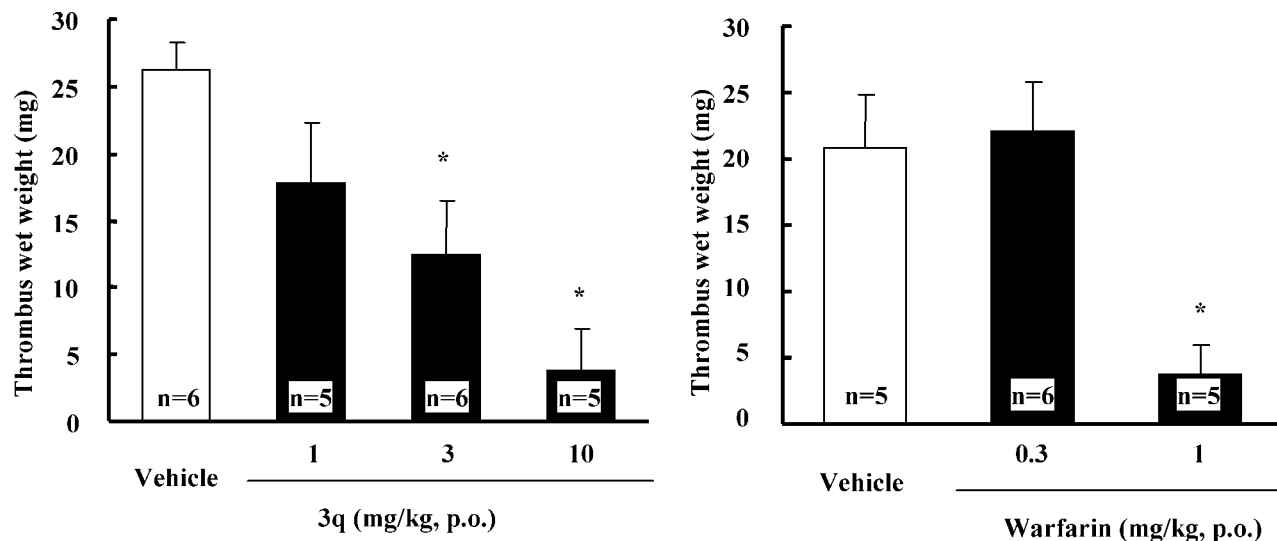 Thrombus wet weight (mg)
30
25
20
15
10
5
0
*
*
n=6
n=5
n=6
n=5
Vehicle
1
3
10
3q (mg/kg, p.o.)
Thrombus wet weight (mg)
30
25
20
15
10
5
0
*
n=5
n=6
n=5
Vehicle
0.3
1
Warfarin (mg/kg, p.o.)